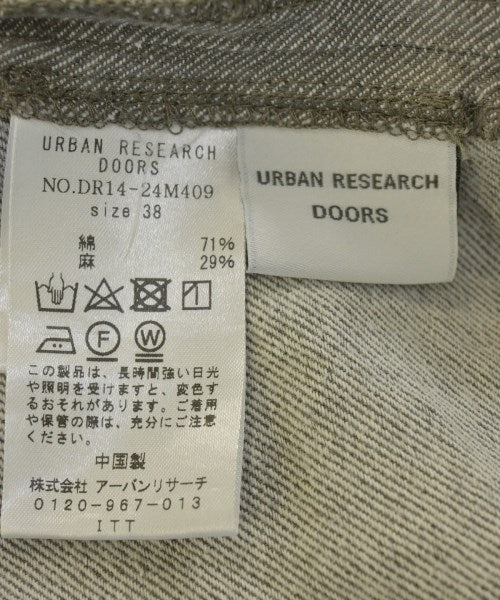 URBAN RESEARCH
DOORS
NO.DR14-24M409
size 38
綿 71%
麻 29%
F W
この製品は、長時間強い日光
や照明を受けますと、変色す
るおそれがあります。ご着用
や保管の際は、充分にご注意
ください。
中国製
株式会社 アーバンリサーチ
0120-967-013
ITT
URBAN RESEARCH
DOORS